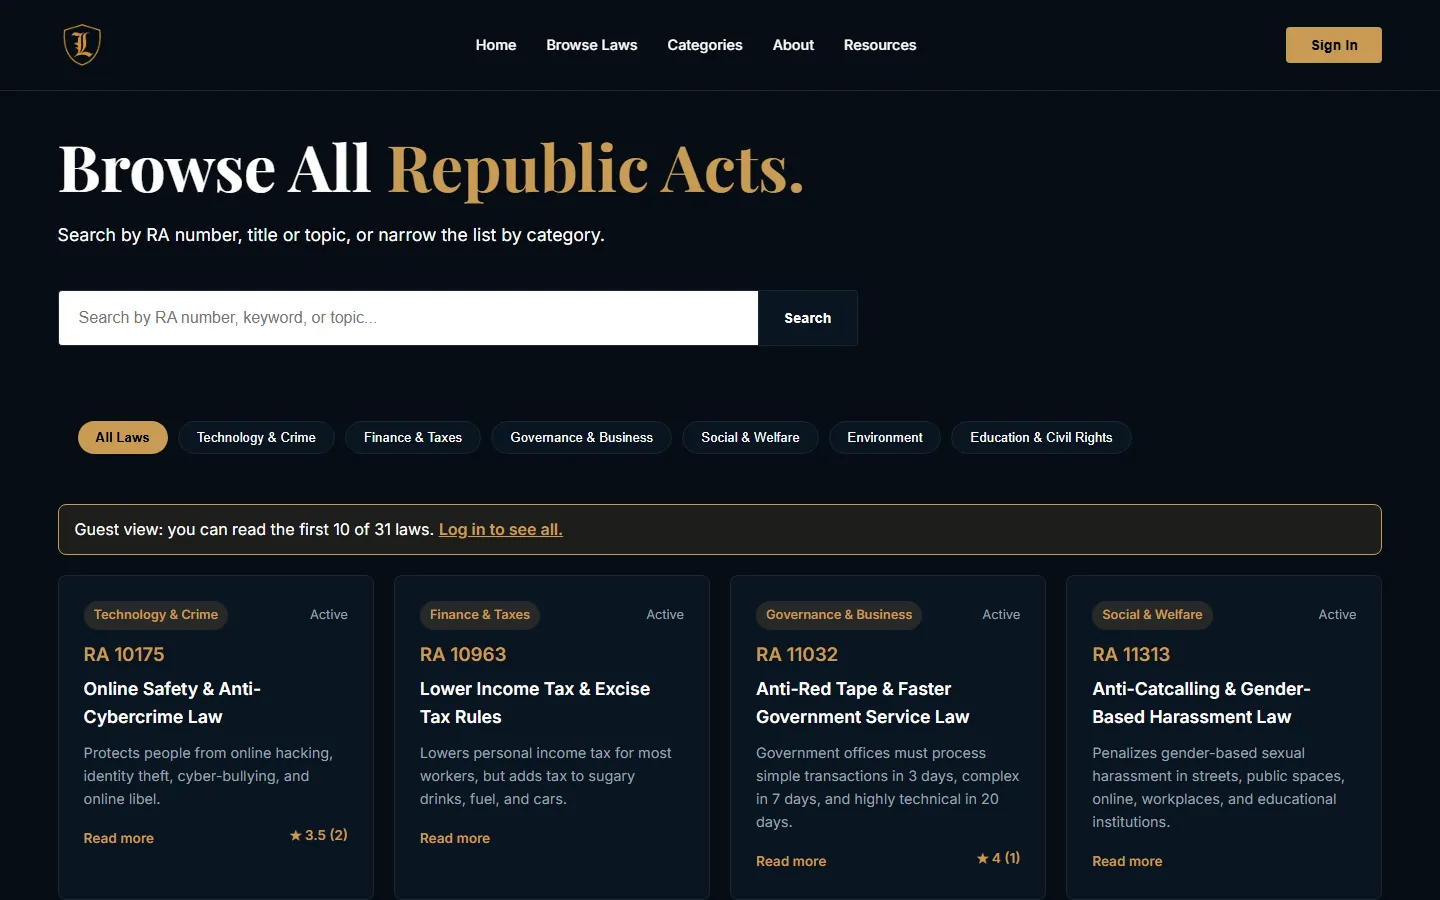 L
Home
Browse Laws
Categories
About
Resources
Sign In
Browse All Republic Acts.
Search by RA number, title or topic, or narrow the list by category.
Search by RA number, keyword, or topic...
Search
All Laws
Technology & Crime
Finance & Taxes
Governance & Business
Social & Welfare
Environment
Education & Civil Rights
Guest view: you can read the first 10 of 31 laws. Log in to see all.
Technology & Crime
Active
RA 10175
Online Safety & Anti-
Cybercrime Law
Protects people from online hacking,
identity theft, cyber-bullying, and
online libel.
Read more
★ 3.5 (2)
Finance & Taxes
Active
RA 10963
Lower Income Tax & Excise
Tax Rules
Lowers personal income tax for most
workers, but adds tax to sugary
drinks, fuel, and cars.
Read more
Governance & Business
Active
RA 11032
Anti-Red Tape & Faster
Government Service Law
Government offices must process
simple transactions in 3 days, complex
in 7 days, and highly technical in 20
days.
Read more
★ 4 (1)
Social & Welfare
Active
RA 11313
Anti-Catcalling & Gender-
Based Harassment Law
Penalizes gender-based sexual
harassment in streets, public spaces,
online, workplaces, and educational
institutions.
Read more